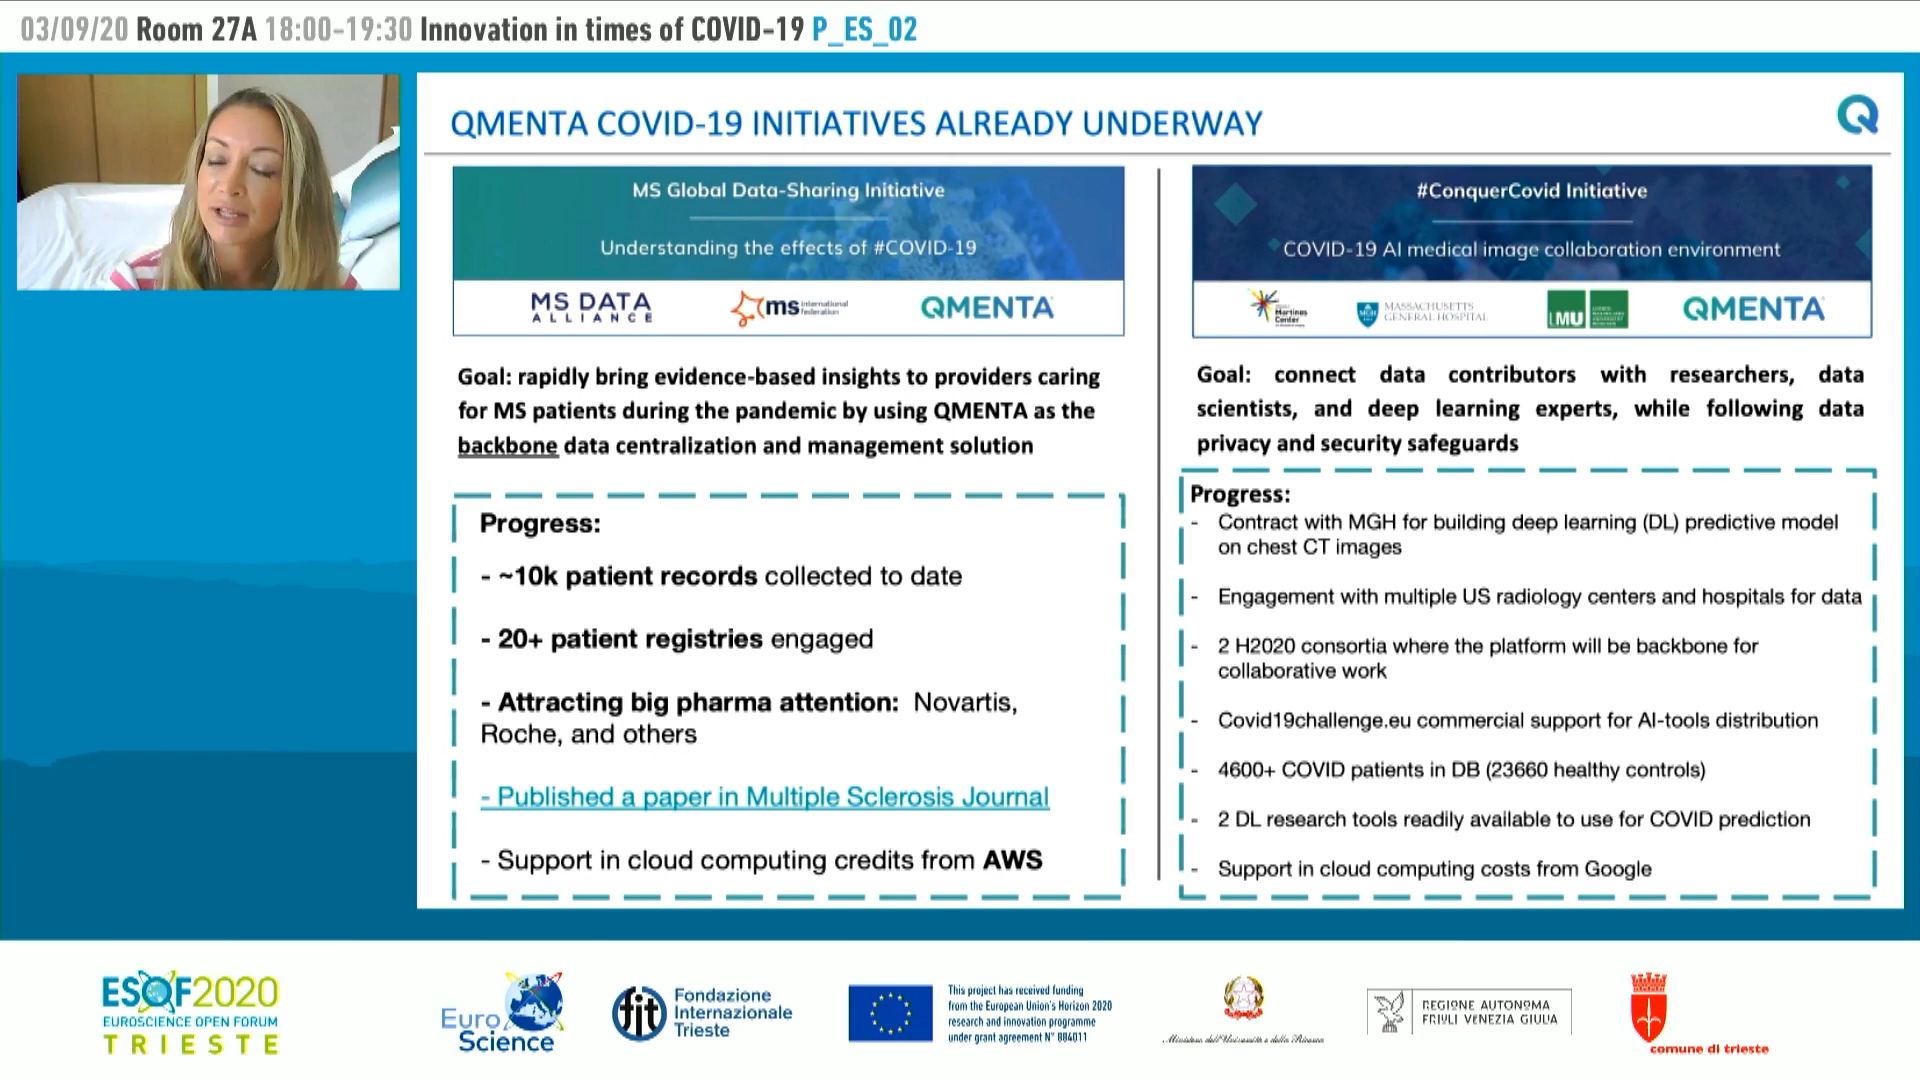 03/09/20 Room 27A 18:00-19:30 Innovation in times of COVID-19 P_ES_02
QMENTA COVID-19 INITIATIVES ALREADY UNDERWAY
MS Global Data-Sharing Initiative
Understanding the effects of #COVID-19
MS DATA
ALLIANCE
ms international
federation
QMENTA
Goal: rapidly bring evidence-based insights to providers caring
for MS patients during the pandemic by using QMENTA as the
backbone data centralization and management solution
Progress:
- ~10k patient records collected to date
- 20+ patient registries engaged
- Attracting big pharma attention: Novartis,
Roche, and others
- Published a paper in Multiple Sclerosis Journal
- Support in cloud computing credits from AWS
#ConquerCovid Initiative
COVID-19 AI medical image collaboration environment
Martinos
Center
MGH
MASSACHUSETTS
GENERAL HOSPITAL
LMU
QMENTA
Goal: connect data contributors with researchers, data
scientists, and deep learning experts, while following data
privacy and security safeguards
Progress:
- Contract with MGH for building deep learning (DL) predictive model
on chest CT images
- Engagement with multiple US radiology centers and hospitals for data
- 2 H2020 consortia where the platform will be backbone for
collaborative work
- Covid19challenge.eu commercial support for AI-tools distribution
- 4600+ COVID patients in DB (23660 healthy controls)
- 2 DL research tools readily available to use for COVID prediction
- Support in cloud computing costs from Google
ESOF2020
EUROSCIENCE OPEN FORUM
TRIESTE
Euro
Science
fit
Fondazione
Internazionale
Trieste
This project has received funding
from the European Union's Horizon 2020
research and innovation programme
under grant agreement N° 884011
Ministero dell'Università e della Ricerca
REGIONE AUTONOMA
FRIULI VENEZIA GIULIA
comune di trieste